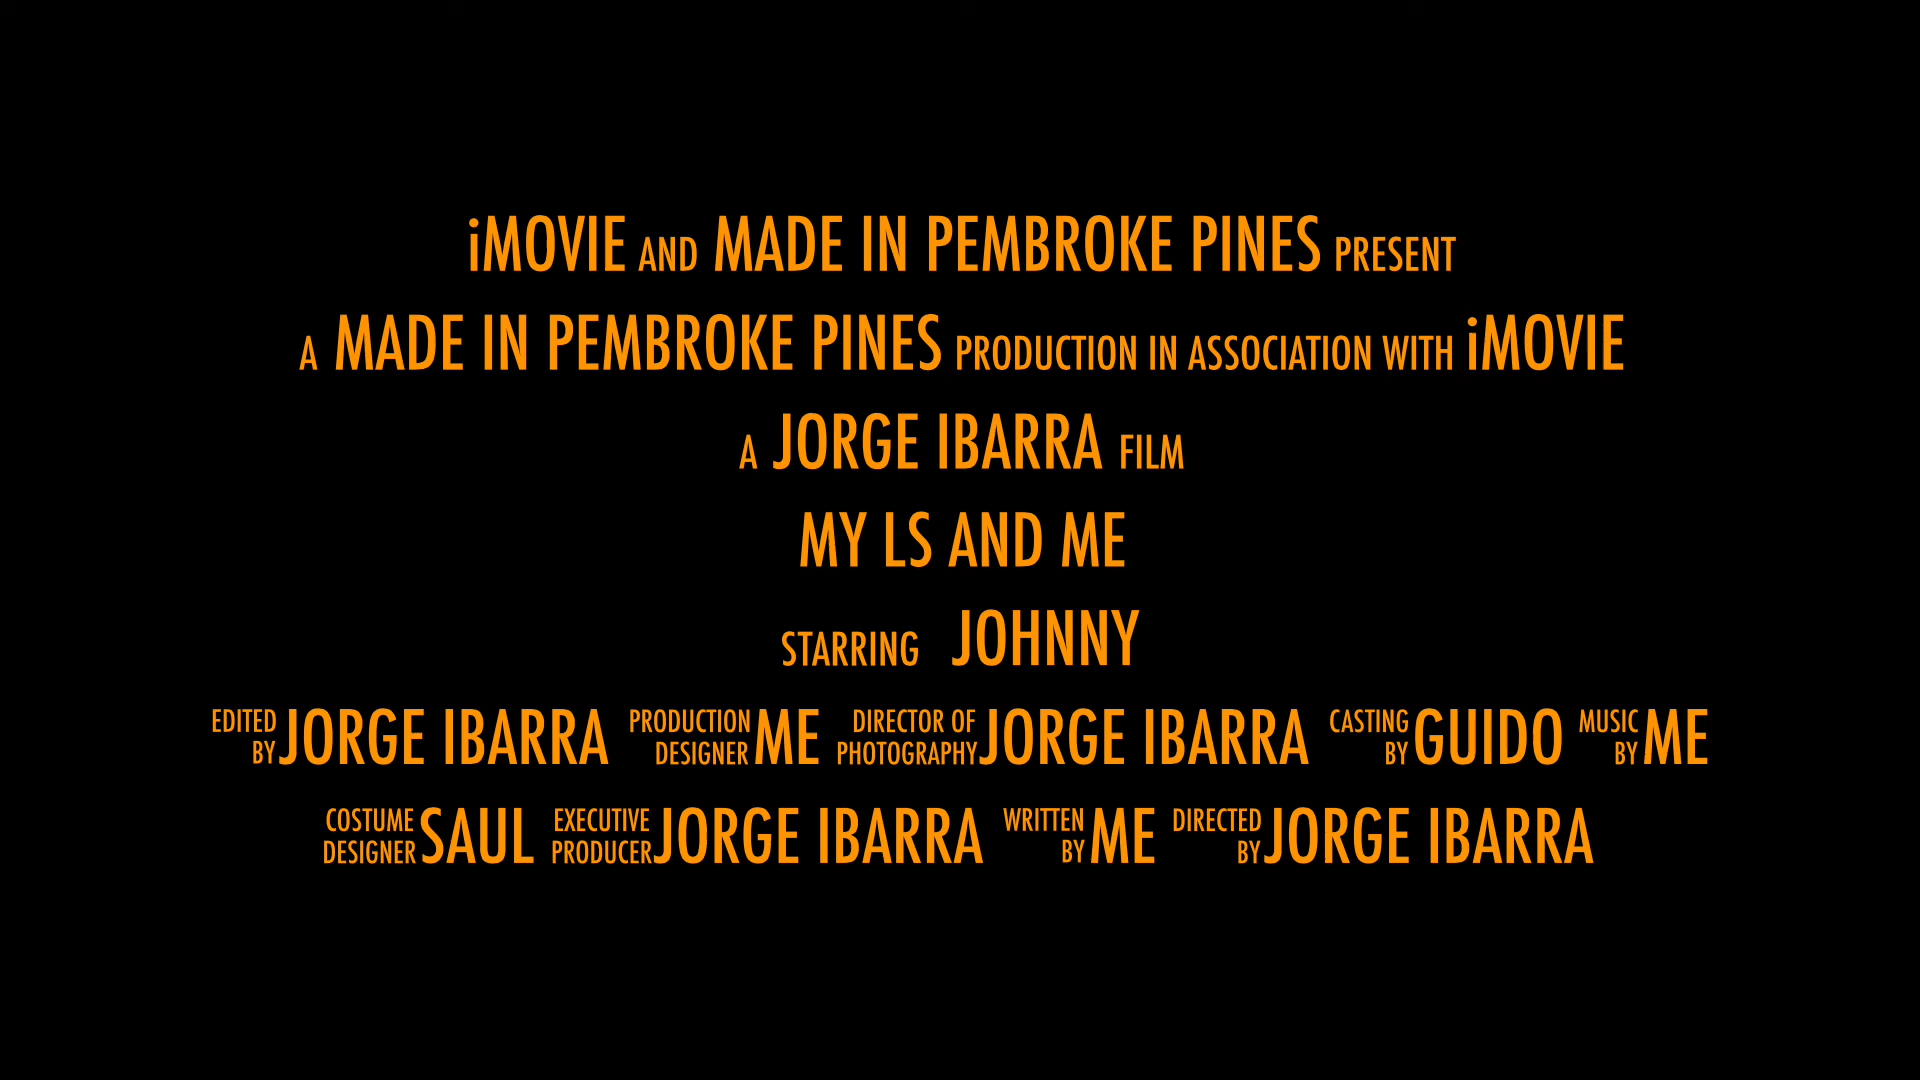 iMOVIE AND MADE IN PEMBROKE PINES PRESENT
A MADE IN PEMBROKE PINES PRODUCTION IN ASSOCIATION WITH iMOVIE
A JORGE IBARRA FILM
MY LS AND ME
STARRING JOHNNY
EDITED BY JORGE IBARRA PRODUCTION DESIGNER ME DIRECTOR OF PHOTOGRAPHY JORGE IBARRA CASTING BY GUIDO MUSIC BY ME
COSTUME DESIGNER SAUL EXECUTIVE PRODUCER JORGE IBARRA WRITTEN BY ME DIRECTED BY JORGE IBARRA